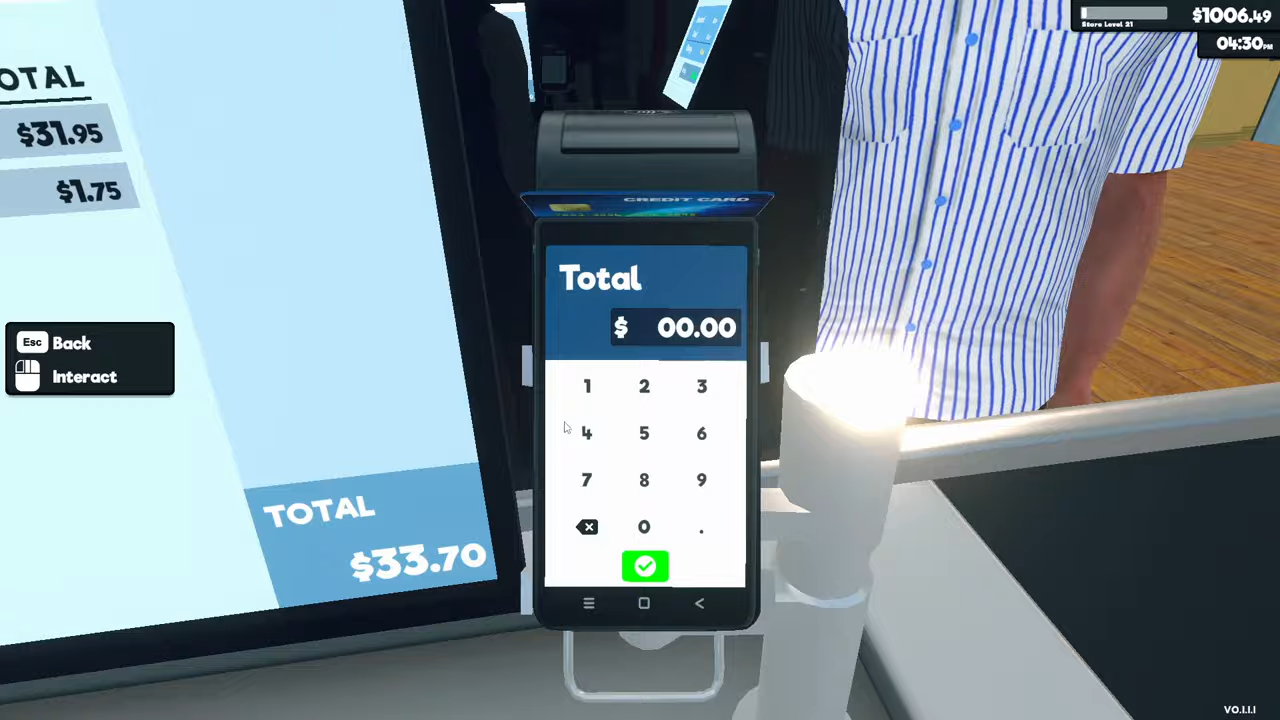 $1006.49
Store Level 21
04:30PM
OTAL
$31.95
$1.75
TOTAL
$33.70
Esc Back
Interact
CREDIT CARD
Total
$ 00.00
1 2 3
4 5 6
7 8 9
0 .
V0.1.1.1